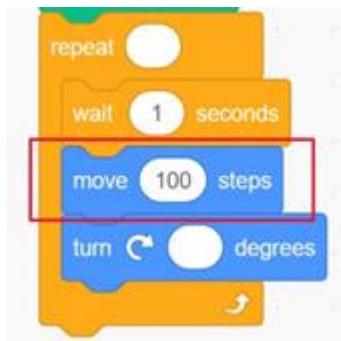 repeat
wait 1 seconds
move 100 steps
turn degrees